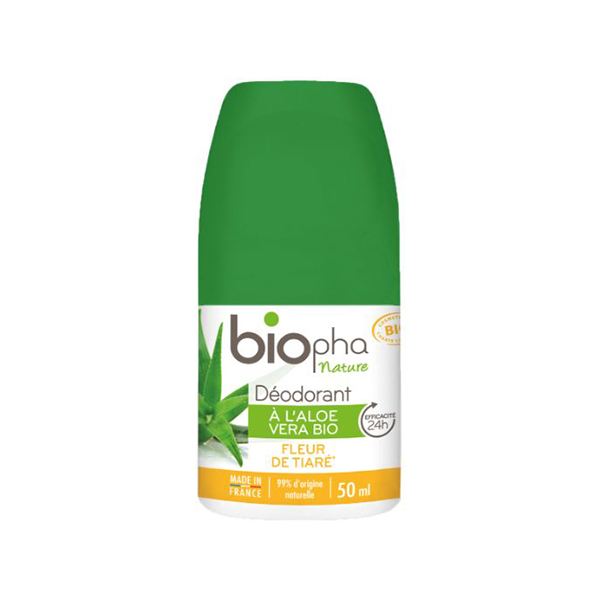 biopha
nature
BIO
Déodorant
À L'ALOE
VERA BIO
EFFICACITÉ
24h
FLEUR
DE TIARÉ*
MADE IN
FRANCE
99% d'origine
naturelle
50 ml